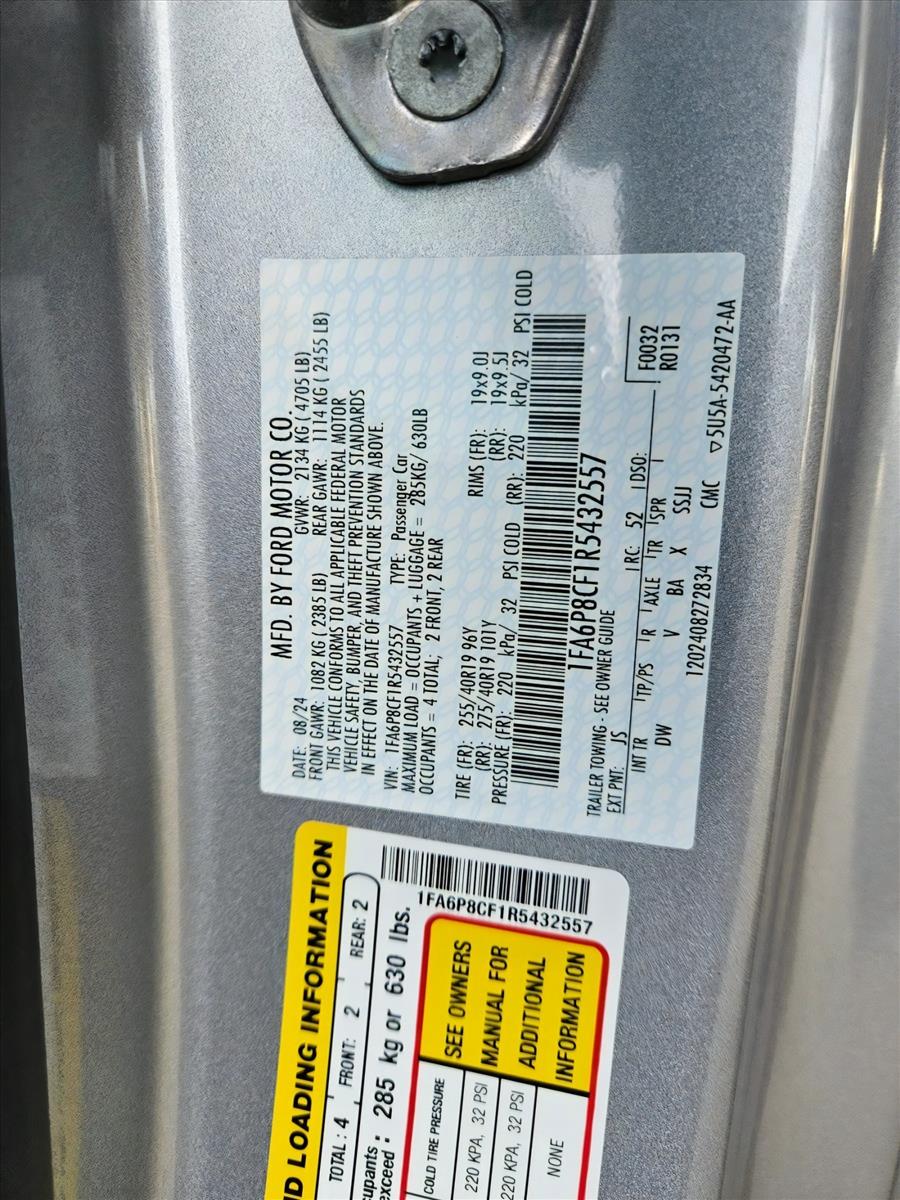 MFD. BY FORD MOTOR CO.
DATE: 08/24 GVWR: 2134 KG ( 4705 LB)
FRONT GAWR: 1082 KG ( 2385 LB) REAR GAWR: 1114 KG ( 2455 LB)
THIS VEHICLE CONFORMS TO ALL APPLICABLE FEDERAL MOTOR
VEHICLE SAFETY, BUMPER, AND THEFT PREVENTION STANDARDS
IN EFFECT ON THE DATE OF MANUFACTURE SHOWN ABOVE.
VIN: 1FA6P8CF1R5432557 TYPE: Passenger Car
MAXIMUM LOAD = OCCUPANTS + LUGGAGE = 285KG/ 630LB
OCCUPANTS = 4 TOTAL; 2 FRONT, 2 REAR
TIRE (FR): 255/40R19 96Y RIMS (FR): 19x9.0J
(RR): 275/40R19 101Y (RR): 19x9.5J
PRESSURE (FR): 220 kPa/ 32 PSI COLD (RR): 220 kPa/ 32 PSI COLD
1FA6P8CF1R5432557
TRAILER TOWING - SEE OWNER GUIDE
EXT PNT: JS RC: 52 DSO: F0032
INT TR TP/PS R AXLE TR SPR R0131
DW V BA X SSJJ
1202408272834 CMC 5U5A-5420472-AA
ND LOADING INFORMATION
TOTAL: 4 FRONT: 2 REAR: 2
cupants
exceed : 285 kg or 630 lbs.
1FA6P8CF1R5432557
COLD TIRE PRESSURE
220 KPA, 32 PSI
220 KPA, 32 PSI
NONE
SEE OWNERS
MANUAL FOR
ADDITIONAL
INFORMATION